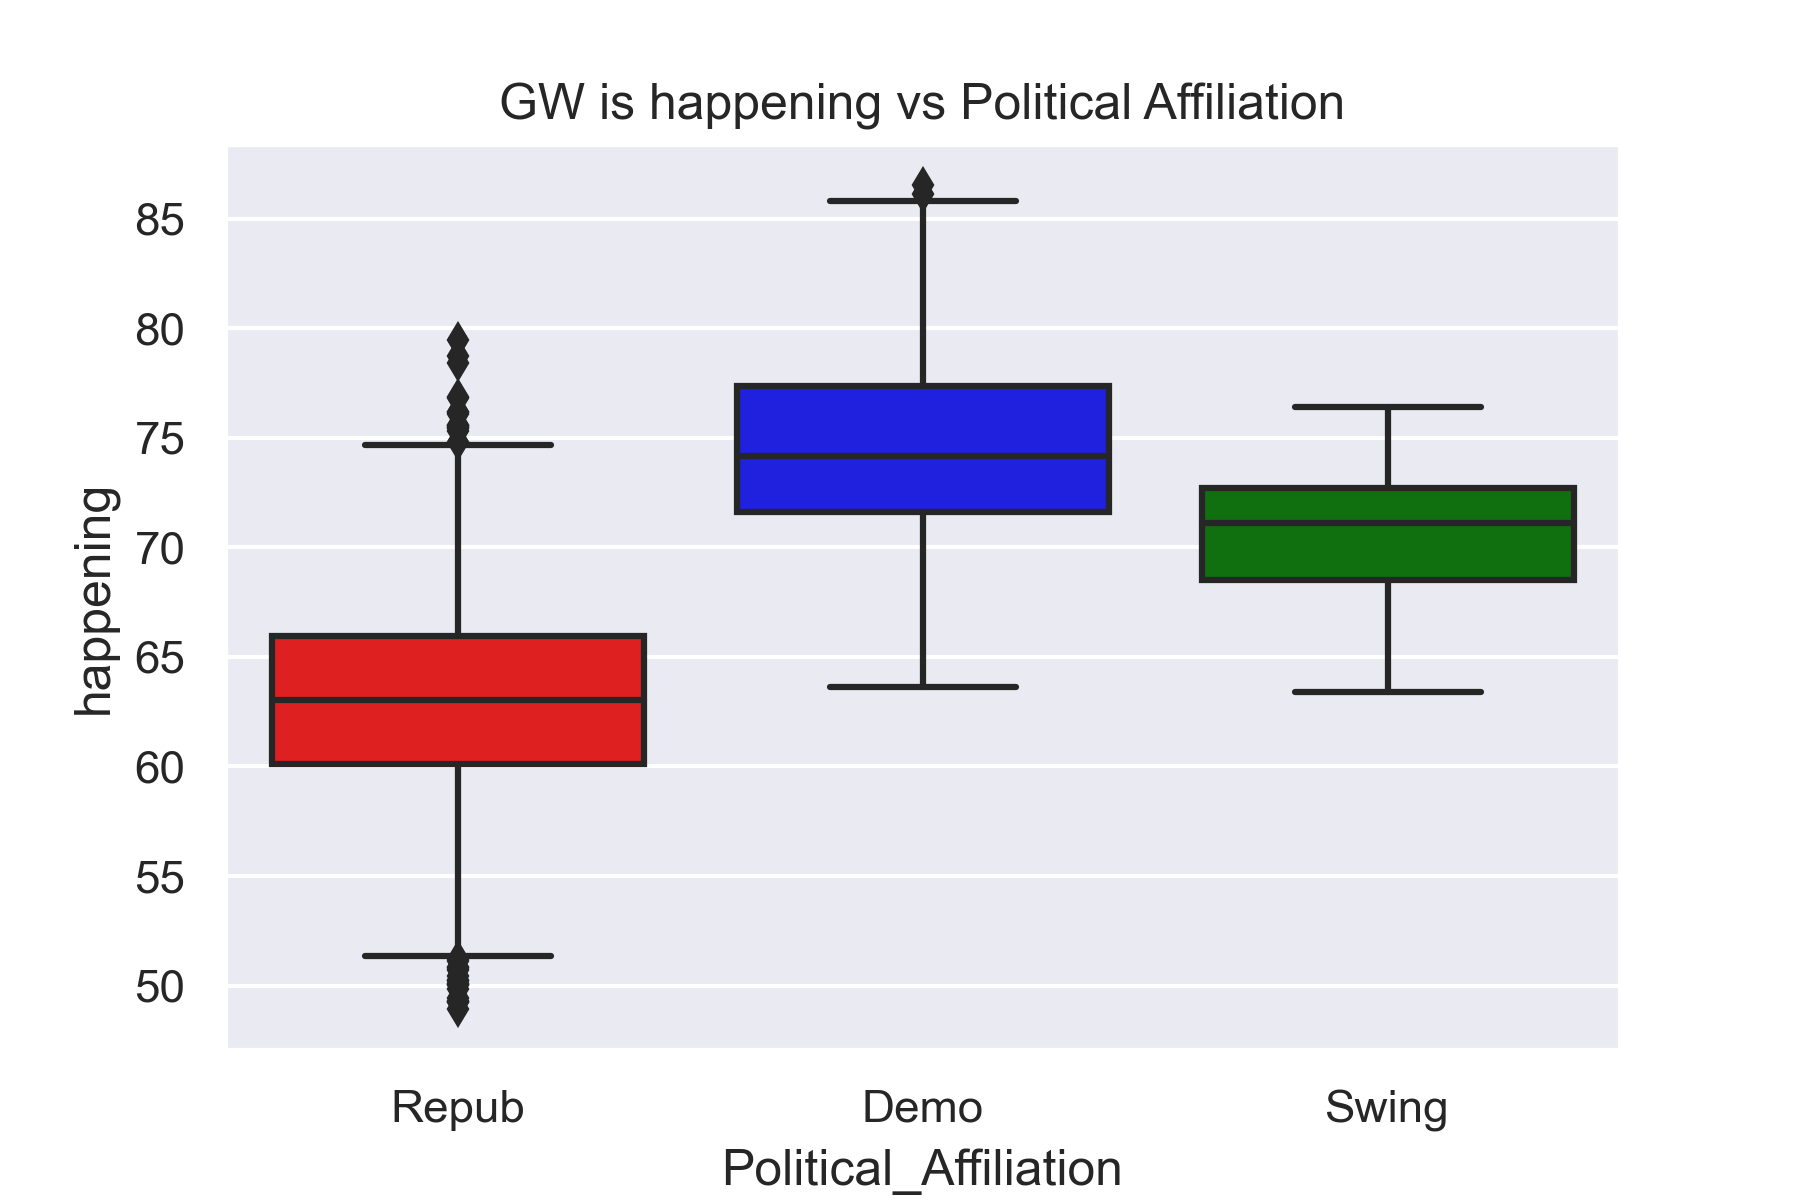 GW is happening vs Political Affiliation
happening
85
80
75
70
65
60
55
50
Repub Demo Swing
Political_Affiliation